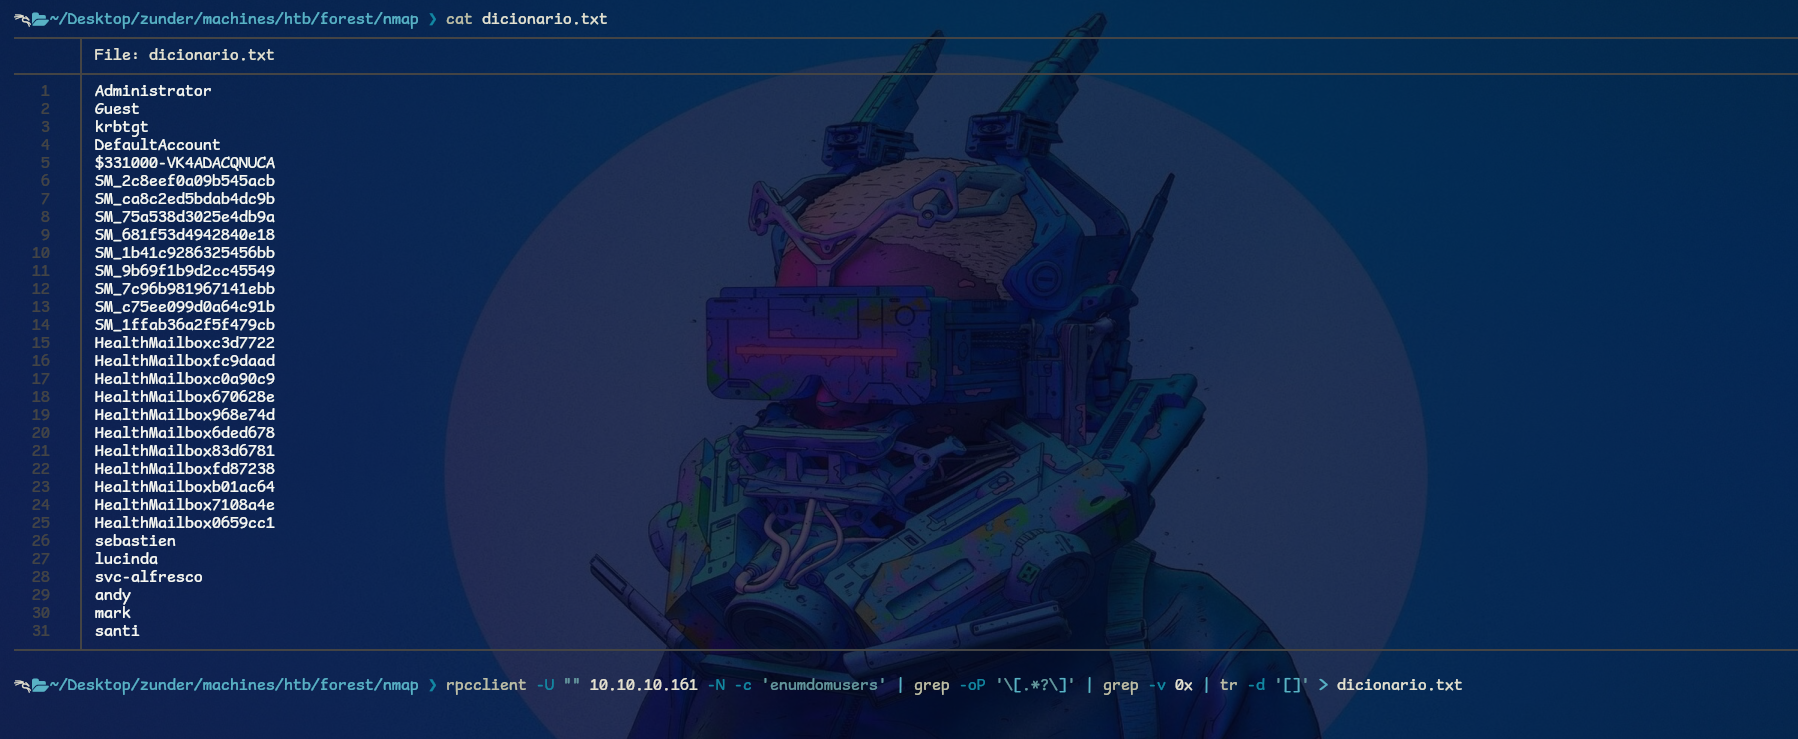 ~/Desktop/zunder/machines/htb/forest/nmap ❯ cat dicionario.txt
File: dicionario.txt
1 Administrator
2 Guest
3 krbtgt
4 DefaultAccount
5 $331000-VK4ADACQNUCA
6 SM_2c8eef0a09b545acb
7 SM_ca8c2ed5bdab4dc9b
8 SM_75a538d3025e4db9a
9 SM_681f53d4942840e18
10 SM_1b41c9286325456bb
11 SM_9b69f1b9d2cc45549
12 SM_7c96b981967141ebb
13 SM_c75ee099d0a64c91b
14 SM_1ffab36a2f5f479cb
15 HealthMailboxc3d7722
16 HealthMailboxfc9daad
17 HealthMailboxc0a90c9
18 HealthMailbox670628e
19 HealthMailbox968e74d
20 HealthMailbox6ded678
21 HealthMailbox83d6781
22 HealthMailboxfd87238
23 HealthMailboxb01ac64
24 HealthMailbox7108a4e
25 HealthMailbox0659cc1
26 sebastien
27 lucinda
28 svc-alfresco
29 andy
30 mark
31 santi
~/Desktop/zunder/machines/htb/forest/nmap ❯ rpcclient -U "" 10.10.10.161 -N -c 'enumdomusers' | grep -oP '\[.*?\]' | grep -v 0x | tr -d '[]' > dicionario.txt